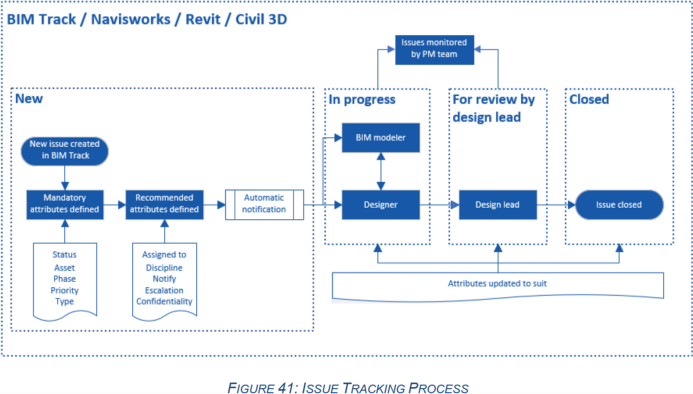 BIM Track / Navisworks / Revit / Civil 3D
Issues monitored
by PM team
New
In progress
For review by
design lead
Closed
New issue created
in BIM Track
BIM modeler
Mandatory
attributes defined
Recommended
attributes defined
Automatic
notification
Designer
Design lead
Issue closed
Status
Asset
Phase
Priority
Type
Assigned to
Discipline
Notify
Escalation
Confidentiality
Attributes updated to suit
FIGURE 41: ISSUE TRACKING PROCESS